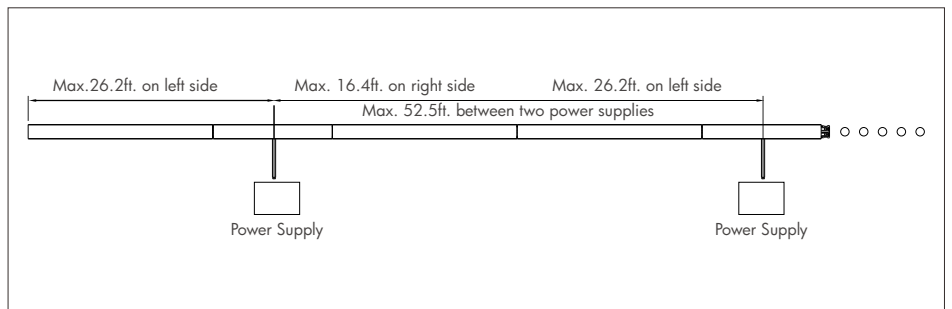 Max.26.2ft. on left side
Max. 16.4ft. on right side
Max. 26.2ft. on left side
Max. 52.5ft. between two power supplies
Power Supply
Power Supply